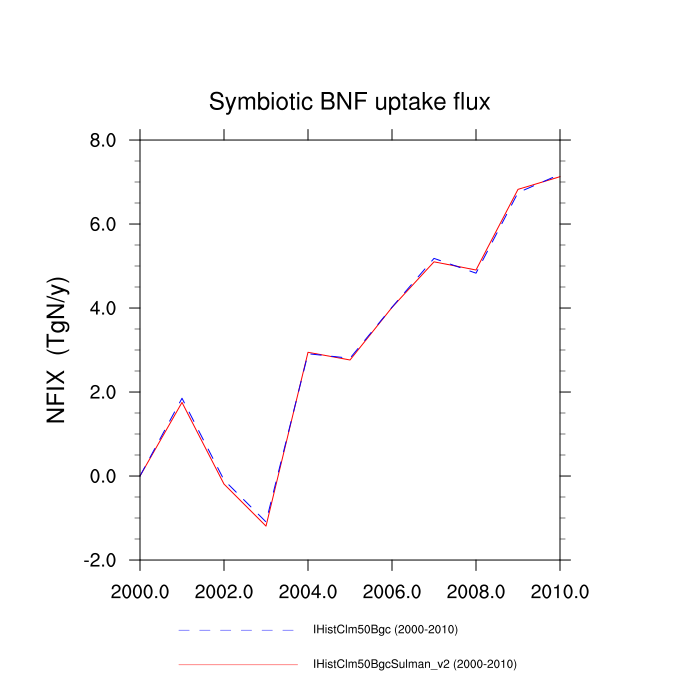 Symbiotic BNF uptake flux
8.0
6.0
4.0
2.0
0.0
-2.0
NFIX (TgN/y)
2000.0 2002.0 2004.0 2006.0 2008.0 2010.0
IHistClm50Bgc (2000-2010)
IHistClm50BgcSulman_v2 (2000-2010)